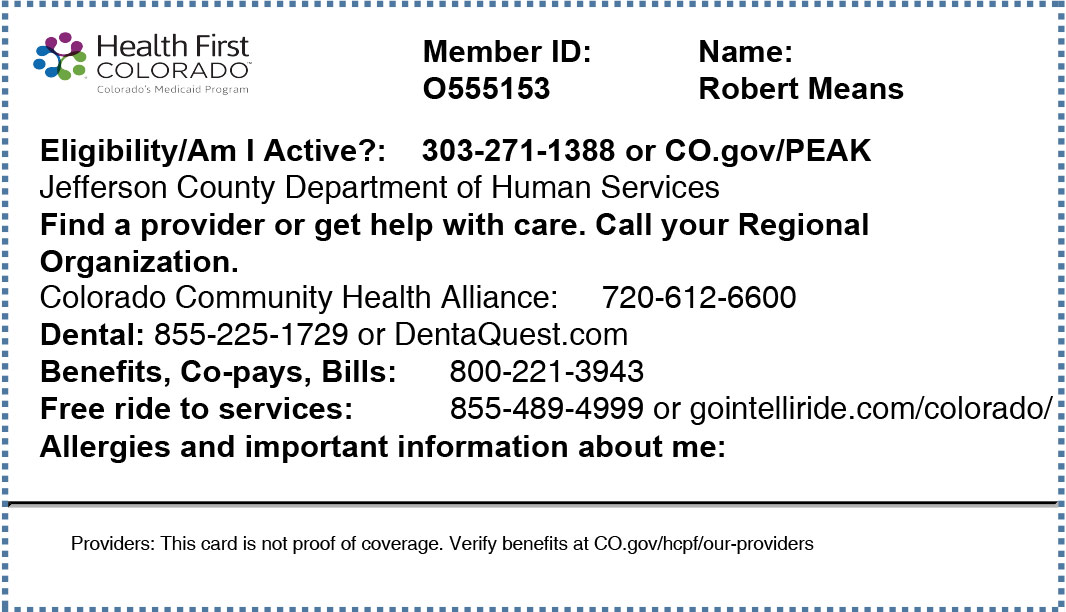 Health First
COLORADO™
Colorado's Medicaid Program
Member ID:
O555153
Name:
Robert Means
Eligibility/Am I Active?: 303-271-1388 or CO.gov/PEAK
Jefferson County Department of Human Services
Find a provider or get help with care. Call your Regional
Organization.
Colorado Community Health Alliance: 720-612-6600
Dental: 855-225-1729 or DentaQuest.com
Benefits, Co-pays, Bills: 800-221-3943
Free ride to services: 855-489-4999 or gointelliride.com/colorado/
Allergies and important information about me:
Providers: This card is not proof of coverage. Verify benefits at CO.gov/hcpf/our-providers